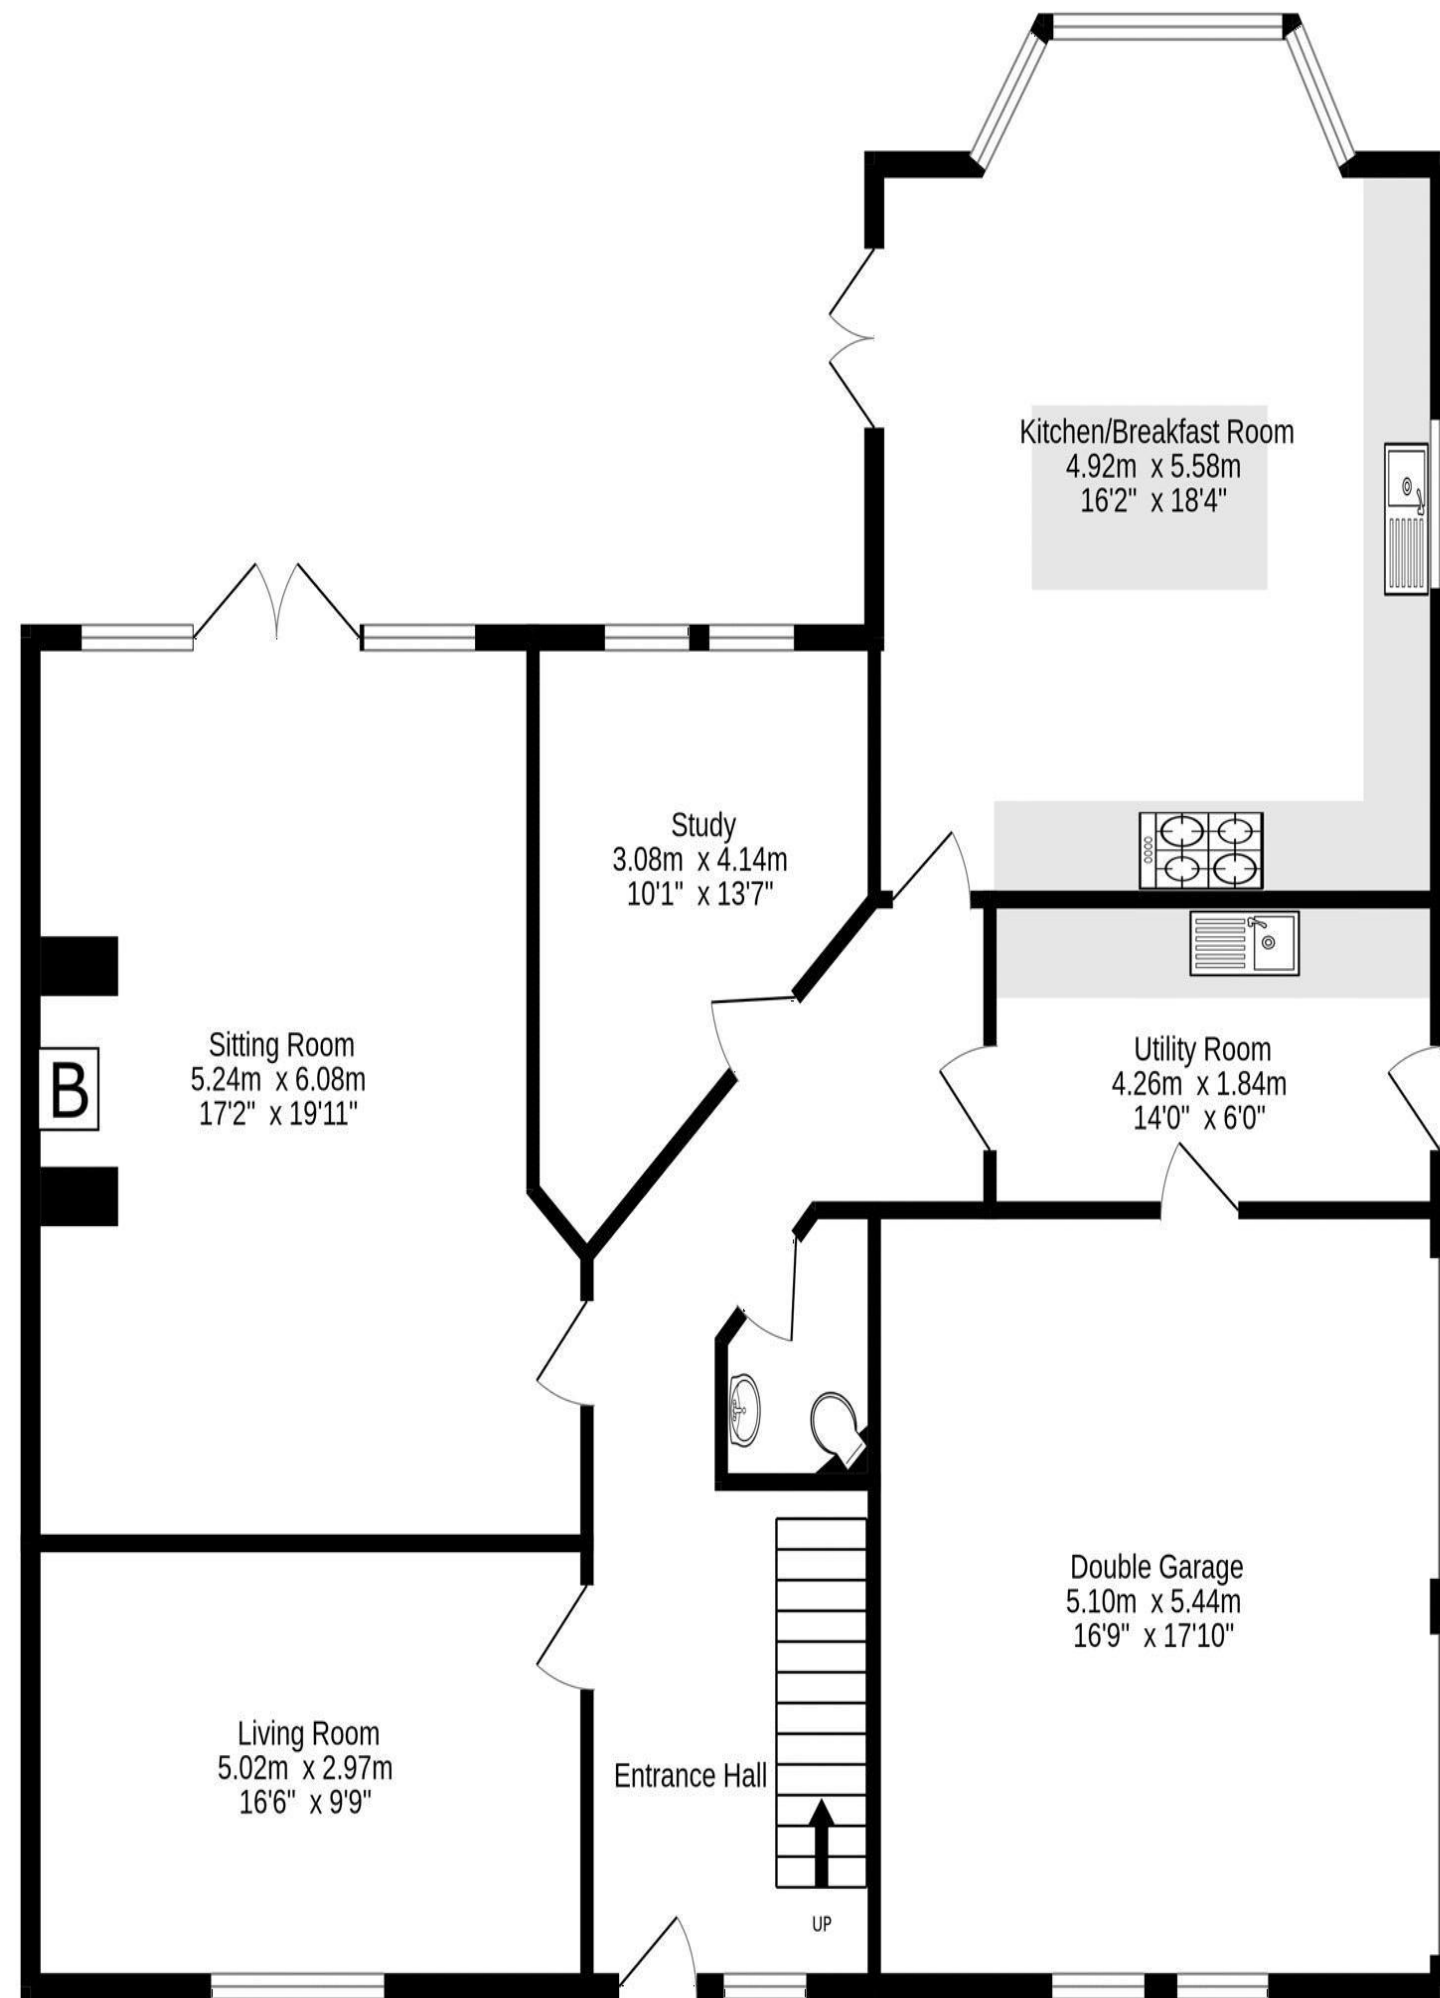 Kitchen/Breakfast Room
4.92m x 5.58m
16'2" x 18'4"
Study
3.08m x 4.14m
10'1" x 13'7"
Sitting Room
5.24m x 6.08m
17'2" x 19'11"
B
Utility Room
4.26m x 1.84m
14'0" x 6'0"
Double Garage
5.10m x 5.44m
16'9" x 17'10"
Living Room
5.02m x 2.97m
16'6" x 9'9"
Entrance Hall
UP